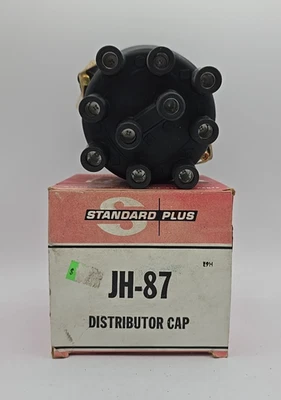 S
STANDARD PLUS
JH-87
DISTRIBUTOR CAP